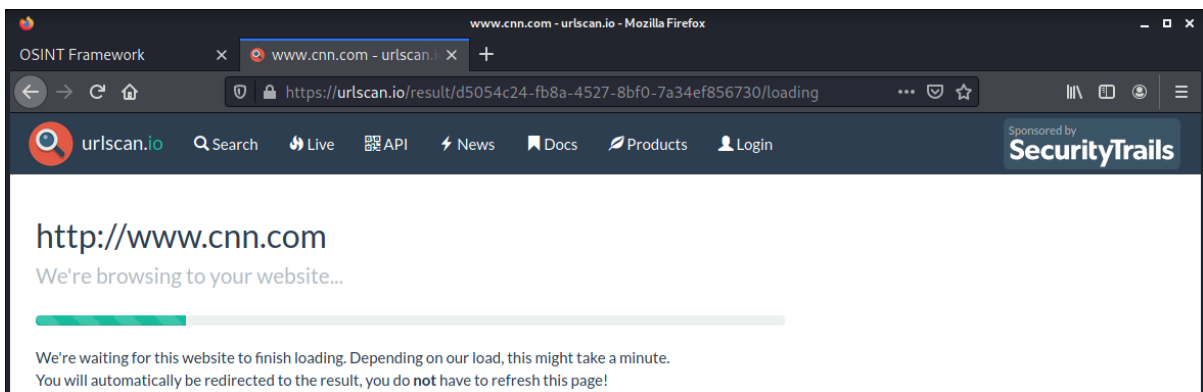 www.cnn.com - urlscan.io - Mozilla Firefox
OSINT Framework
www.cnn.com - urlscan.i
https://urlscan.io/result/d5054c24-fb8a-4527-8bf0-7a34ef856730/loading
urlscan.io Search Live API News Docs Products Login
Sponsored by
SecurityTrails
http://www.cnn.com
We're browsing to your website...
We're waiting for this website to finish loading. Depending on our load, this might take a minute.
You will automatically be redirected to the result, you do not have to refresh this page!